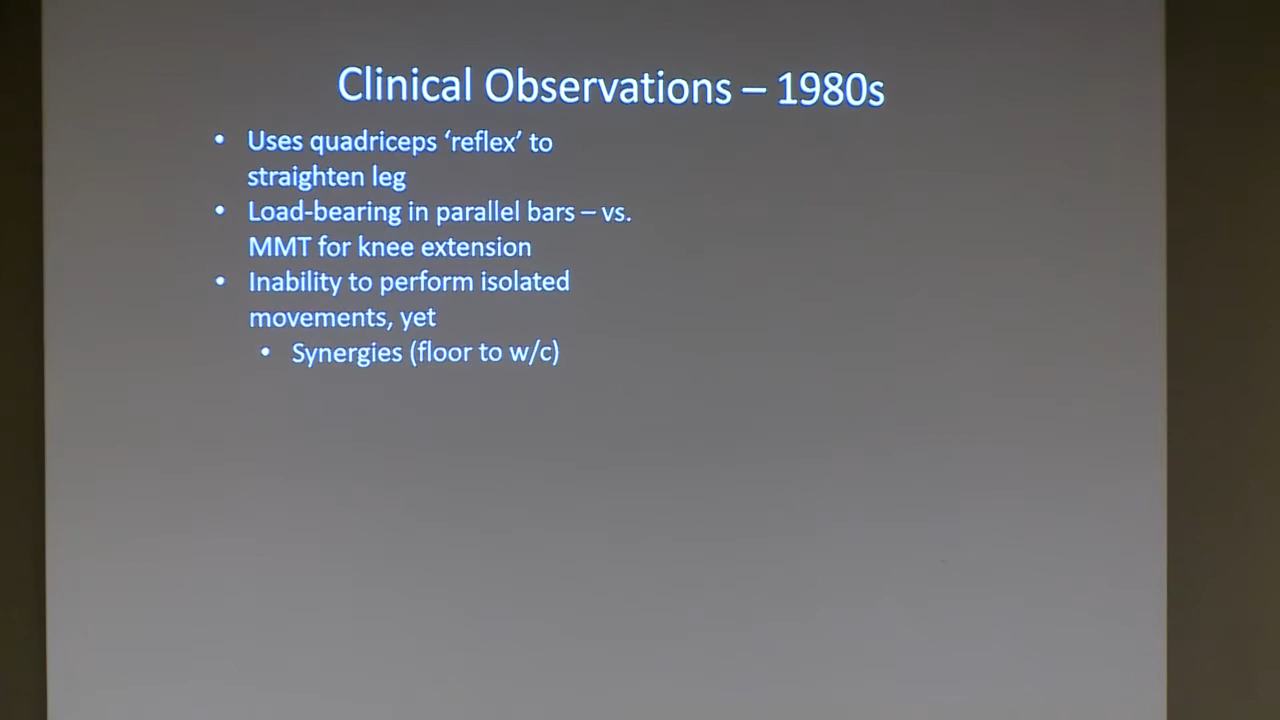 Clinical Observations – 1980s
• Uses quadriceps ‘reflex’ to
straighten leg
• Load-bearing in parallel bars – vs.
MMT for knee extension
• Inability to perform isolated
movements, yet
• Synergies (floor to w/c)